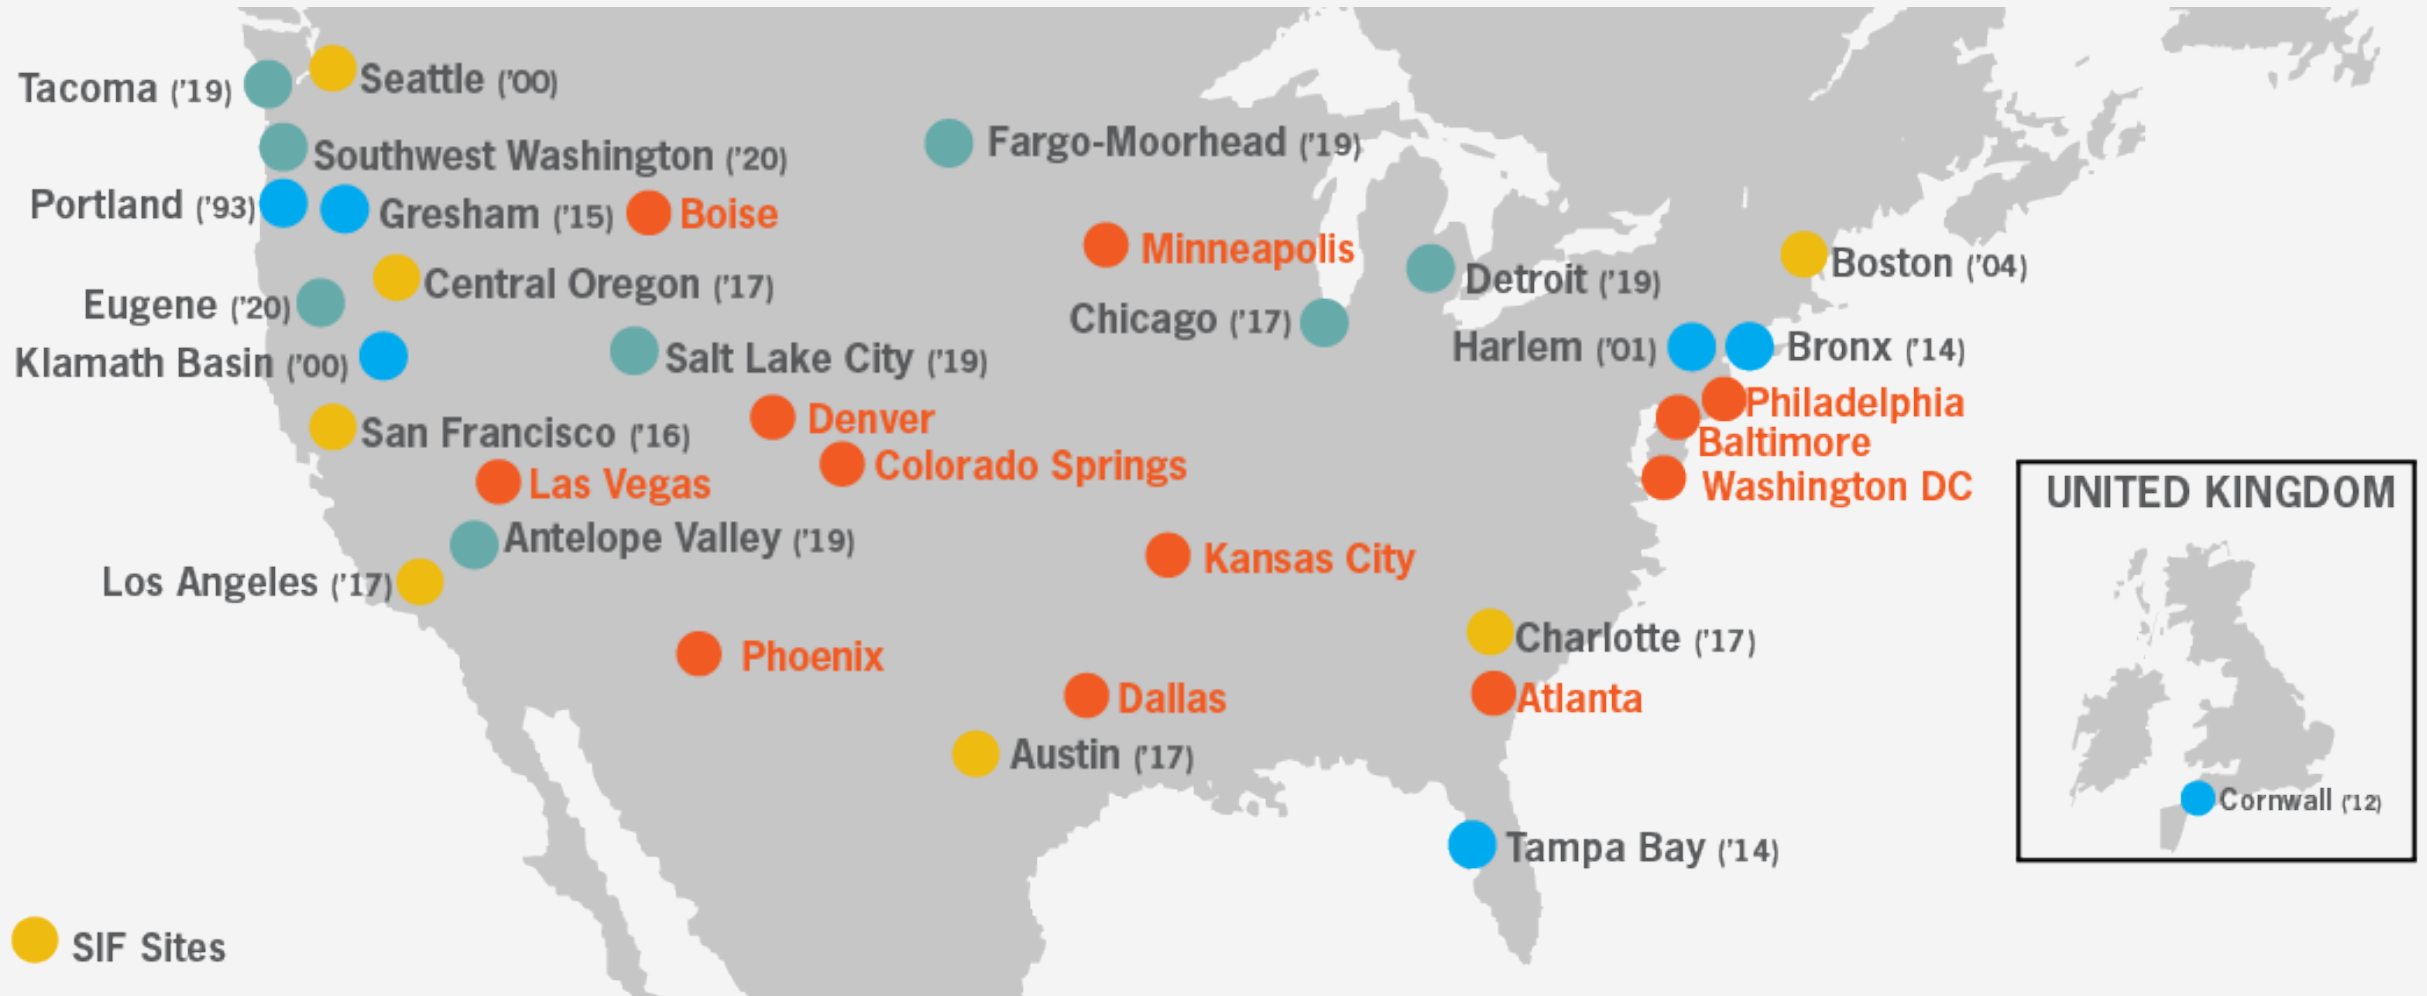 Seattle ('00)
Tacoma ('19)
Southwest Washington ('20)
Fargo-Moorhead ('19)
Portland ('93)
Gresham ('15)
Boise
Minneapolis
Boston ('04)
Central Oregon ('17)
Detroit ('19)
Eugene ('20)
Chicago ('17)
Harlem ('01)
Bronx ('14)
Klamath Basin ('00)
Salt Lake City ('19)
Philadelphia
Denver
San Francisco ('16)
Baltimore
Colorado Springs
Las Vegas
Washington DC
UNITED KINGDOM
Antelope Valley ('19)
Kansas City
Los Angeles ('17)
Charlotte ('17)
Phoenix
Dallas
Atlanta
Austin ('17)
Cornwall ('12)
Tampa Bay ('14)
SIF Sites